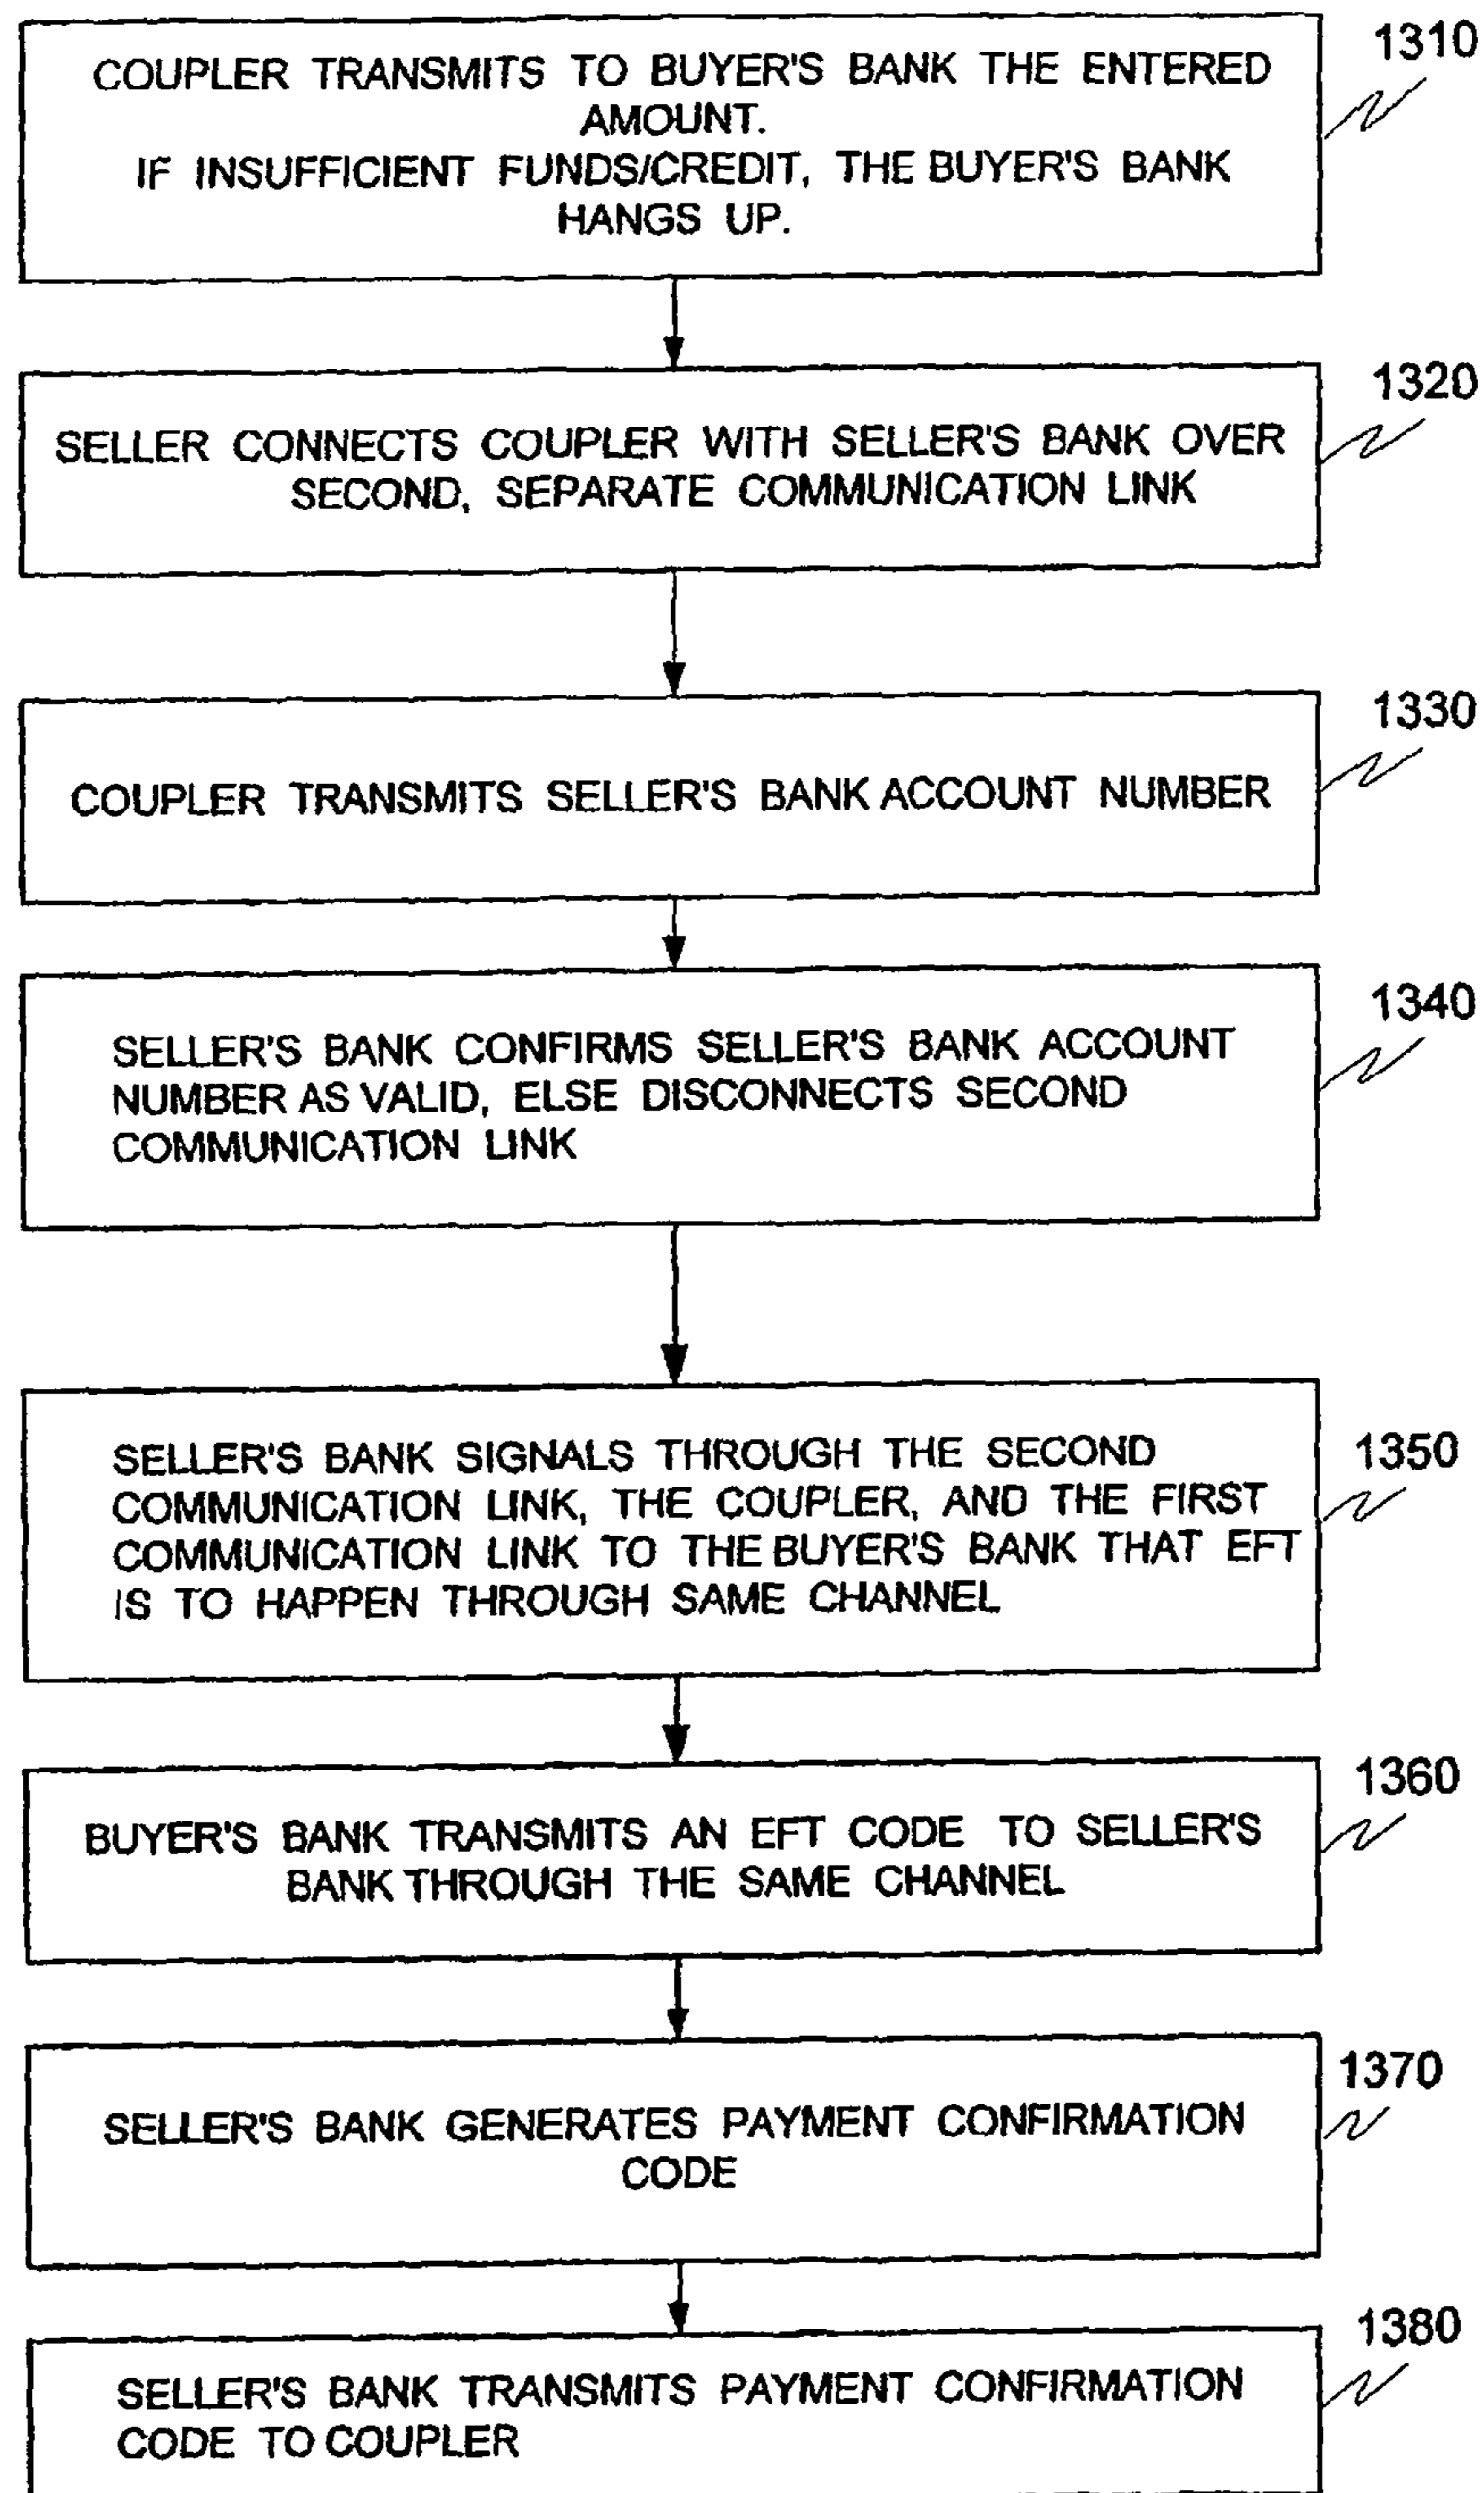 1310
COUPLER TRANSMITS TO BUYER'S BANK THE ENTERED
AMOUNT.
IF INSUFFICIENT FUNDS/CREDIT, THE BUYER'S BANK
HANGS UP.
1320
SELLER CONNECTS COUPLER WITH SELLER'S BANK OVER
SECOND, SEPARATE COMMUNICATION LINK
1330
COUPLER TRANSMITS SELLER'S BANK ACCOUNT NUMBER
1340
SELLER'S BANK CONFIRMS SELLER'S BANK ACCOUNT
NUMBER AS VALID, ELSE DISCONNECTS SECOND
COMMUNICATION LINK
1350
SELLER'S BANK SIGNALS THROUGH THE SECOND
COMMUNICATION LINK, THE COUPLER, AND THE FIRST
COMMUNICATION LINK TO THE BUYER'S BANK THAT EFT
IS TO HAPPEN THROUGH SAME CHANNEL
1360
BUYER'S BANK TRANSMITS AN EFT CODE TO SELLER'S
BANK THROUGH THE SAME CHANNEL
1370
SELLER'S BANK GENERATES PAYMENT CONFIRMATION
CODE
1380
SELLER'S BANK TRANSMITS PAYMENT CONFIRMATION
CODE TO COUPLER